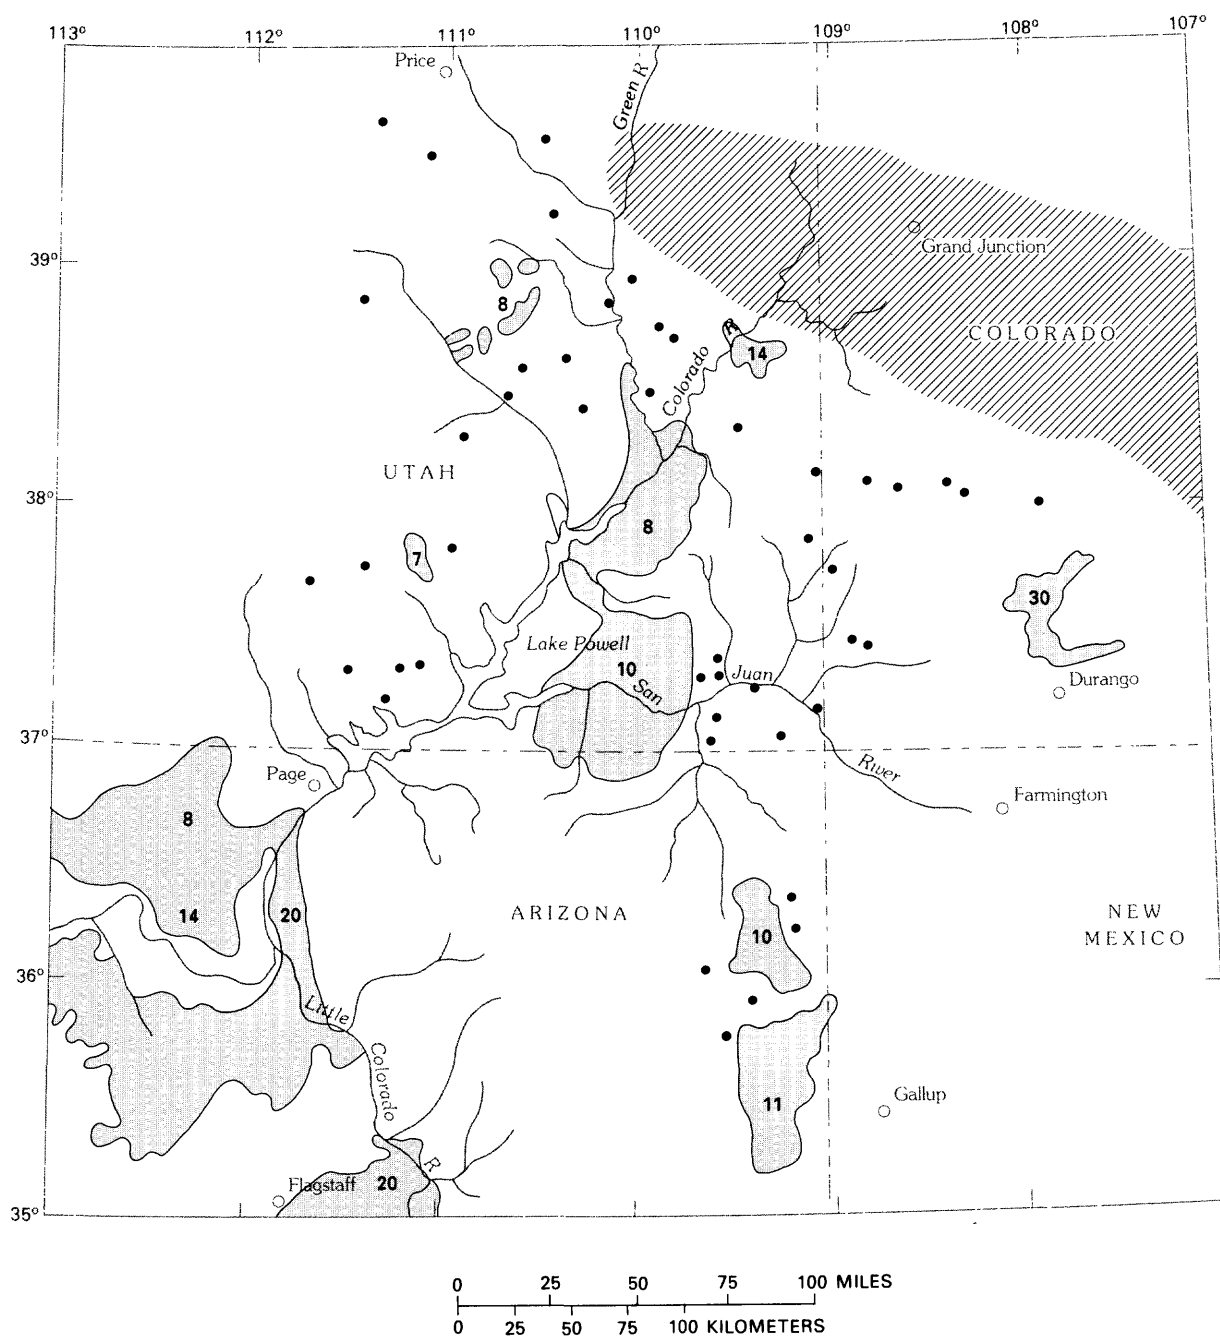 113°
112°
111°
110°
109°
108°
107°
Price
Green R
Grand Junction
39°
8
COLORADO
R
14
Colorado
UTAH
38°
8
7
30
Lake Powell
10
San
Juan
Durango
37°
Page
River
Farmington
8
14
20
ARIZONA
NEW
MEXICO
10
36°
Little
Colorado
Gallup
11
R
Flagstaff
20
35°
0 25 50 75 100 MILES
0 25 50 75 100 KILOMETERS